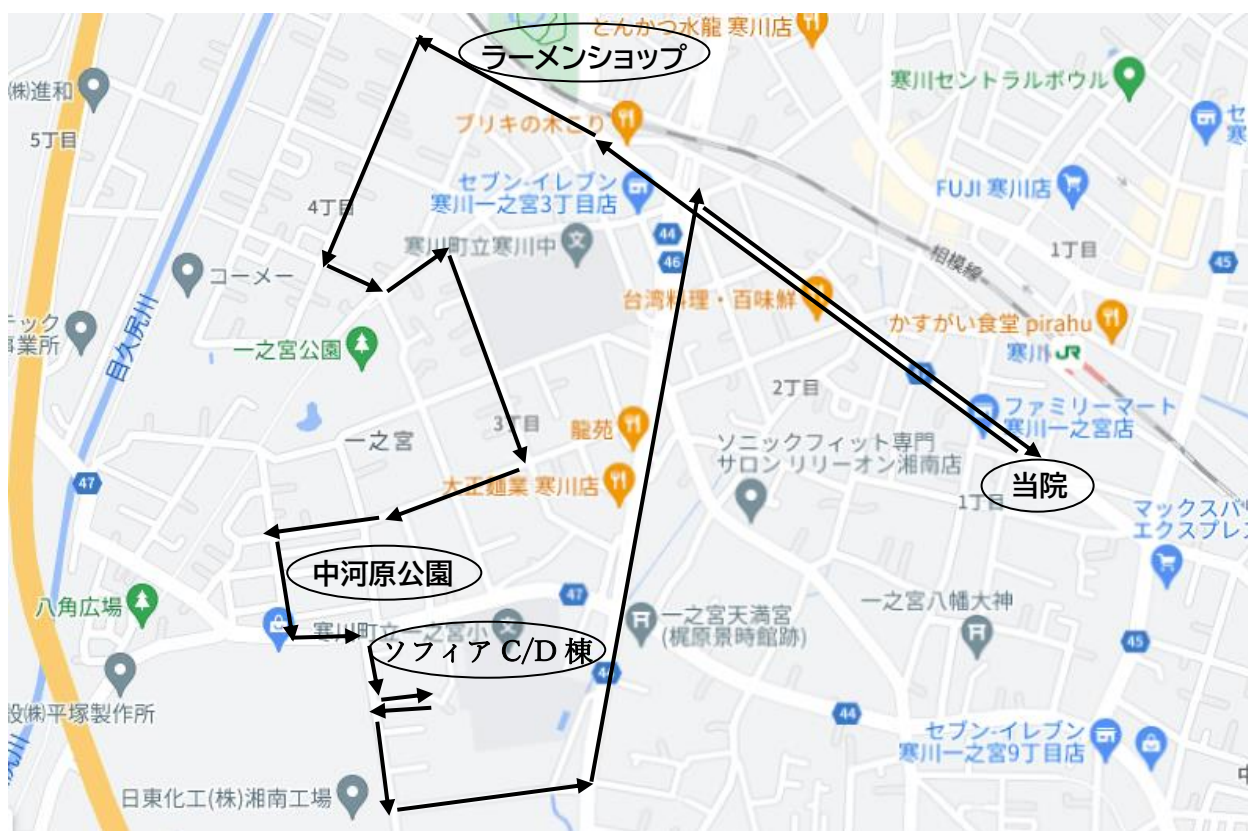 とんかつ水龍 寒川店
ラーメンショップ
寒川セントラルボウル
㈱進和
5丁目
ブリキの木こり
セブン-イレブン
寒川一之宮3丁目店
FUJI 寒川店
4丁目
44
寒川町立寒川中
1丁目
相模線
46
45
コーメー
台湾料理・百味鮮
かすがい食堂 pirahu
寒川
JR
一之宮公園
目久尻川
2丁目
ファミリーマート
寒川一之宮店
3丁目
龍苑
一之宮
ソニックフィット専門
サロン リリーオン湘南店
47
大正麺業 寒川店
当院
1丁目
マックスバ
エクスプレ
中河原公園
八角広場
47
寒川町立一之宮小
一之宮天満宮
(梶原景時館跡)
一之宮八幡大神
45
ソフィア C/D 棟
44
設㈱平塚製作所
44
セブン-イレブン
寒川一之宮9丁目店
日東化工(株)湘南工場